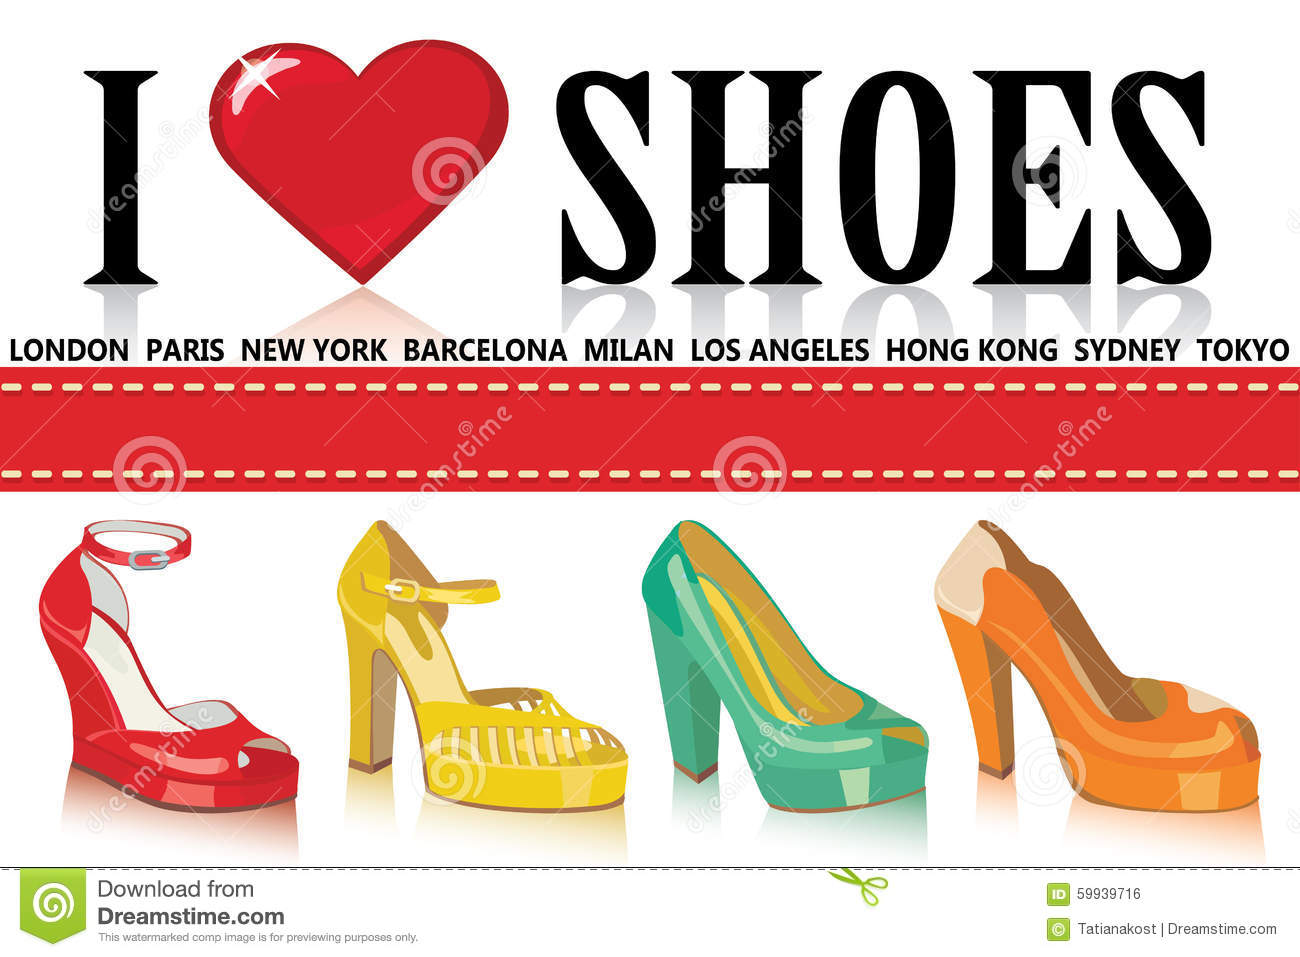 I SHOES
LONDON PARIS NEW YORK BARCELONA MILAN LOS ANGELES HONG KONG SYDNEY TOKYO
dreamstime
Download from
Dreamstime.com
This watermarked comp image is for previewing purposes only.
ID 59939716
© Tatianakost | Dreamstime.com